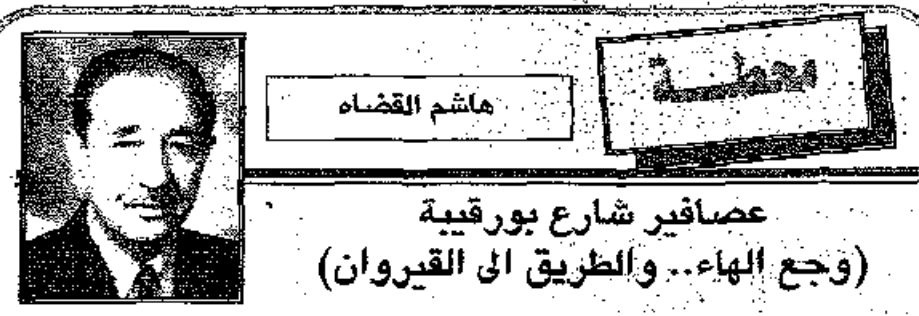 محطة
هاشم القضاه
عصافير شارع بورقيبة
(وجع الهاء.. والطريق الى القيروان)